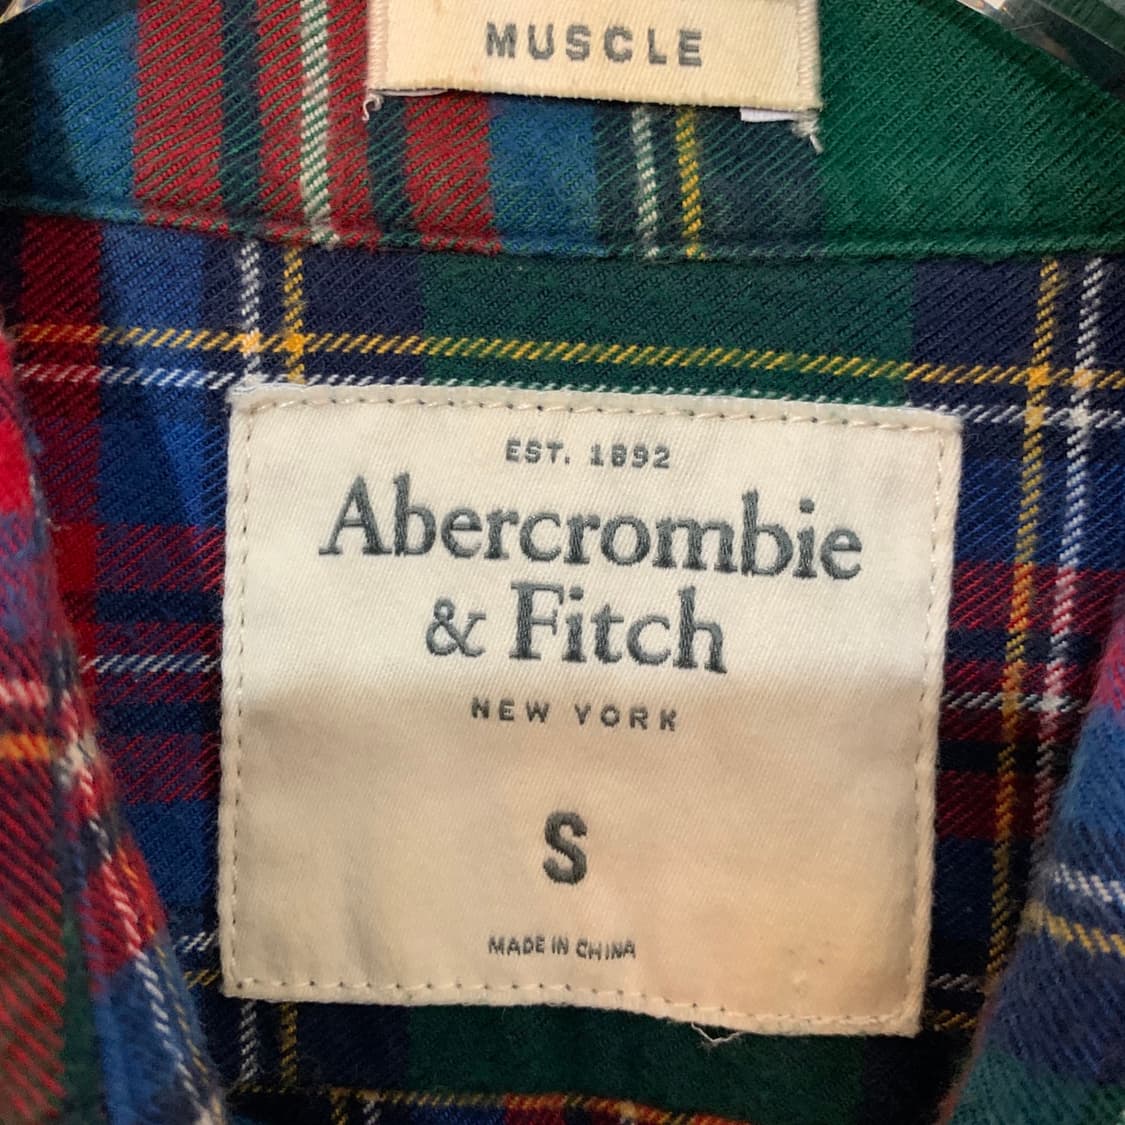 MUSCLE
EST. 1892
Abercrombie
& Fitch
NEW YORK
S
MADE IN CHINA